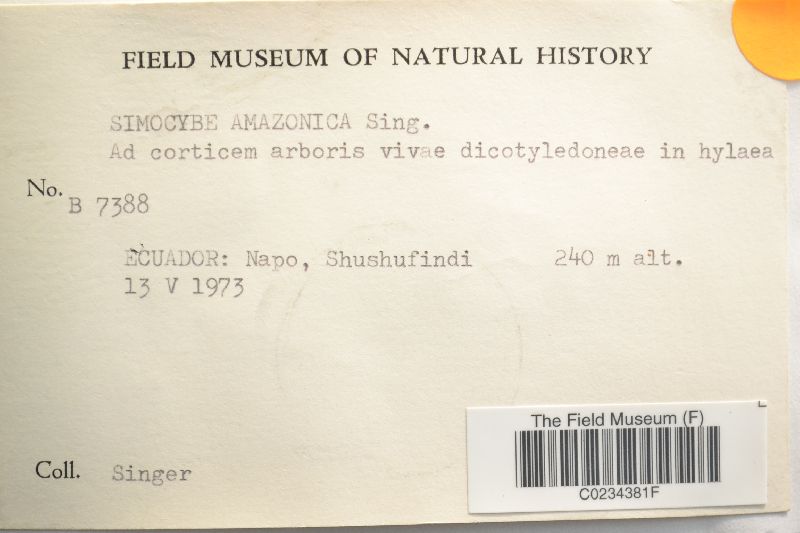 FIELD MUSEUM OF NATURAL HISTORY
SIMOCYBE AMAZONICA Sing.
Ad corticem arboris vivae dicotyledoneae in hylaea
No. B 7388
ECUADOR: Napo, Shushufindi 240 m alt.
13 V 1973
The Field Museum (F)
C0234381F
Coll. Singer